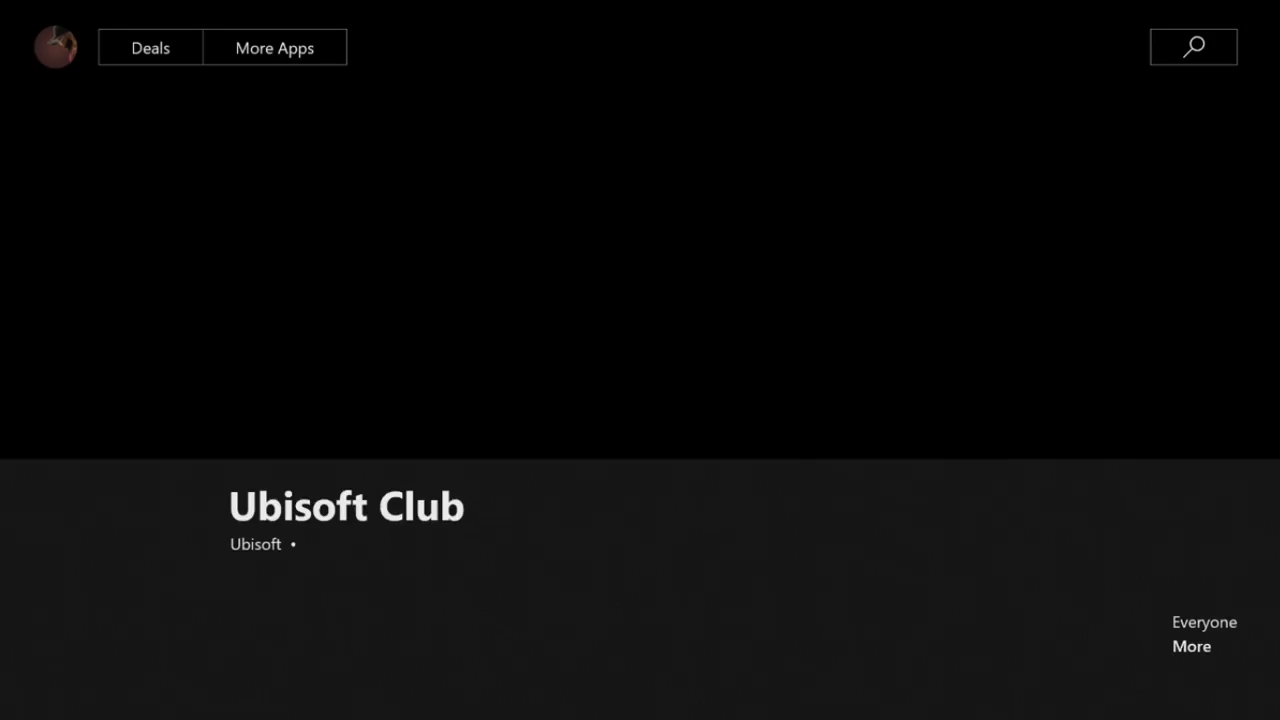 Deals
More Apps
Ubisoft Club
Ubisoft •
Everyone
More